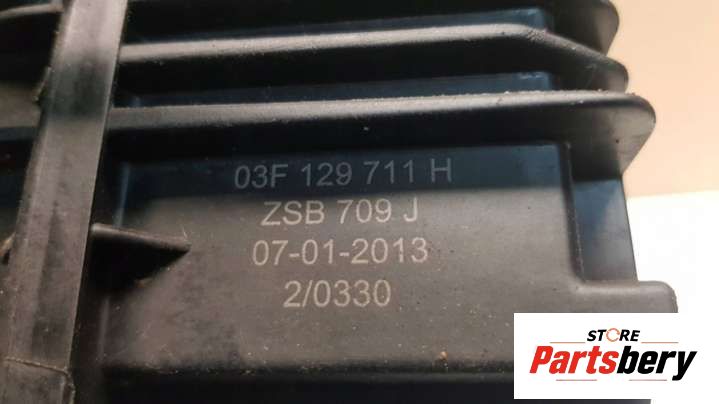 03F 129 711 H
ZSB 709 J
07-01-2013
2/0330
STORE
Partsbery